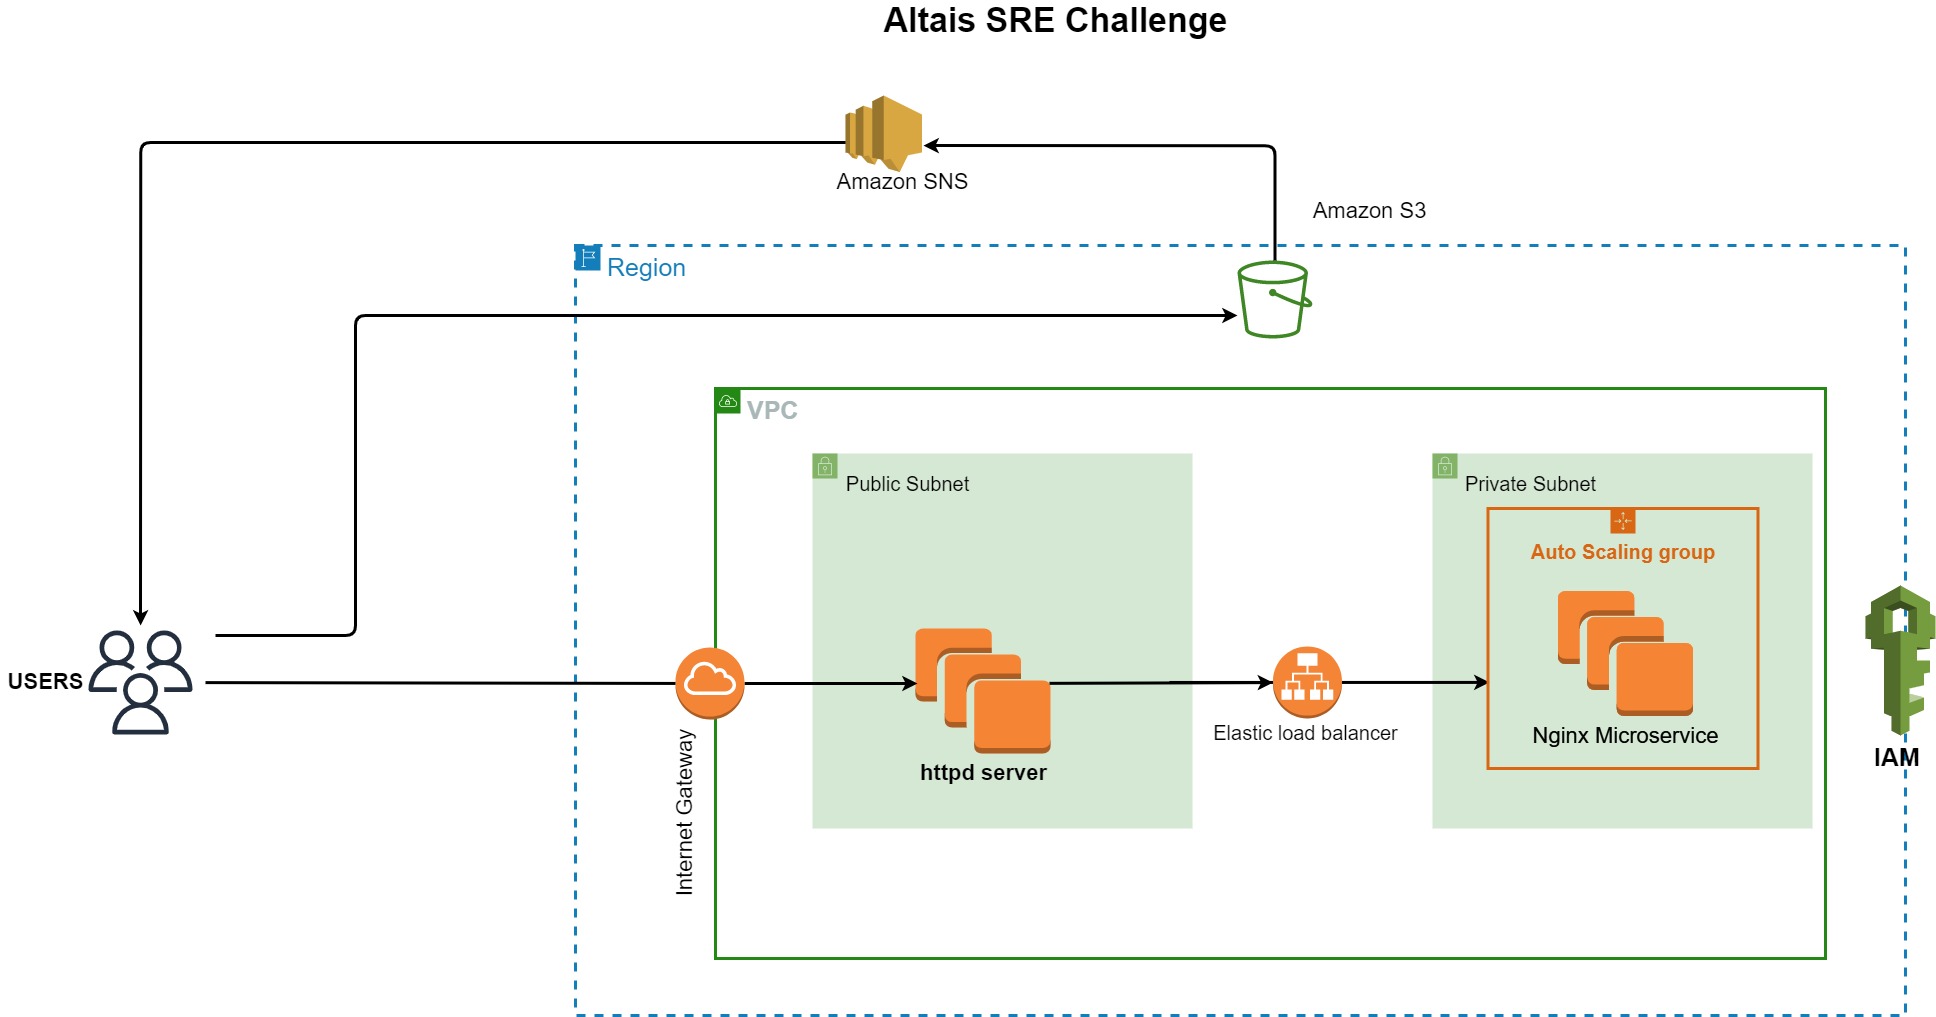 Altais SRE Challenge
Amazon SNS
Amazon S3
Region
VPC
Public Subnet
Private Subnet
Auto Scaling group
USERS
Internet Gateway
httpd server
Elastic load balancer
Nginx Microservice
IAM